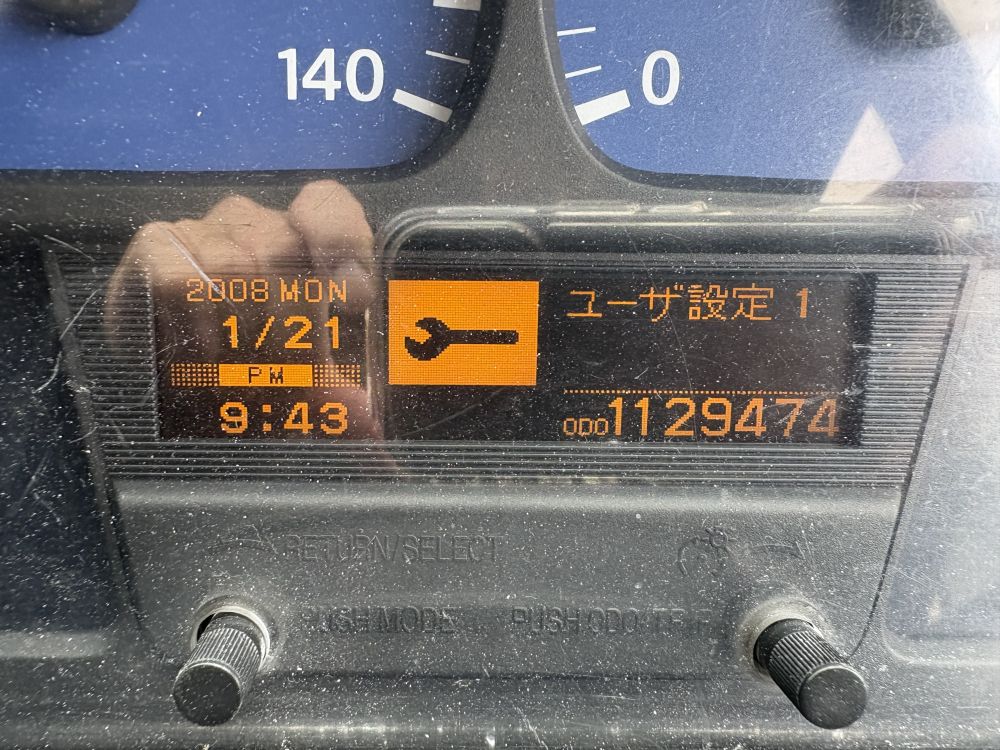 140
0
2008 MON
1/21
PM
9:43
ユーザ設定 1
ODO 1129474
RETURN/SELECT
PUSH MODE
PUSH ODO/TRIP